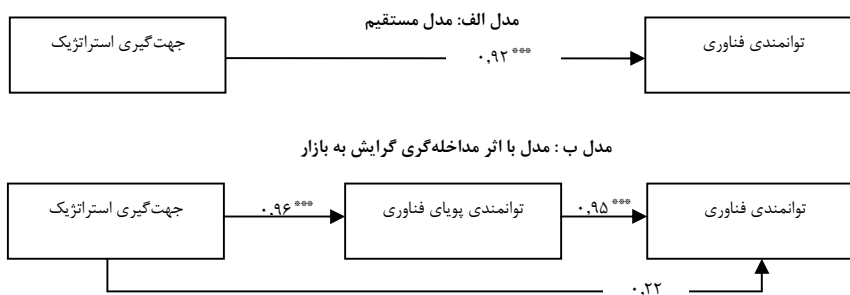 مدل الف: مدل مستقیم
جهت‌گیری استراتژیک
۰,۹۲***
توانمندی فناوری
مدل ب : مدل با اثر مداخله‌گری گرایش به بازار
جهت‌گیری استراتژیک
۰,۹۶***
توانمندی پویای فناوری
۰,۹۵***
توانمندی فناوری
۰,۲۲